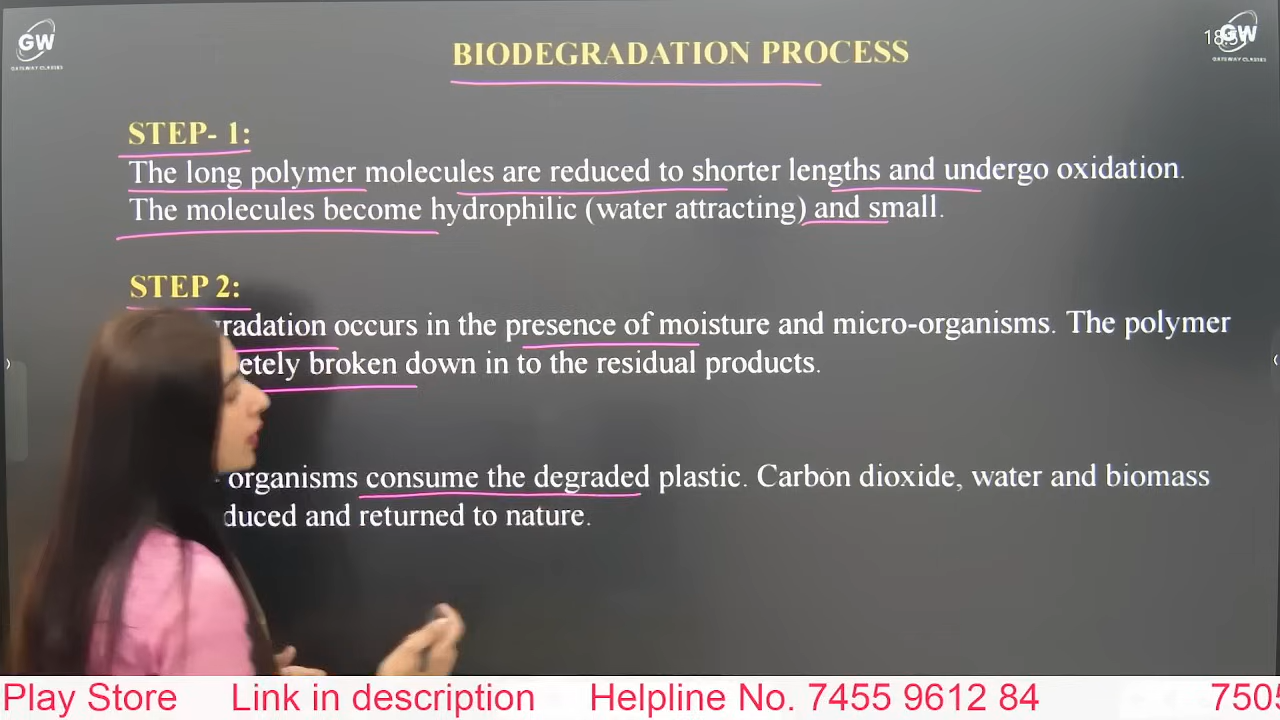 GW
GATEWAY CLASSES
BIODEGRADATION PROCESS
GW
GATEWAY CLASSES
STEP- 1:
The long polymer molecules are reduced to shorter lengths and undergo oxidation.
The molecules become hydrophilic (water attracting) and small.
STEP 2:
gradation occurs in the presence of moisture and micro-organisms. The polymer
etely broken down in to the residual products.
organisms consume the degraded plastic. Carbon dioxide, water and biomass
duced and returned to nature.
Play Store Link in description Helpline No. 7455 9612 84 7505